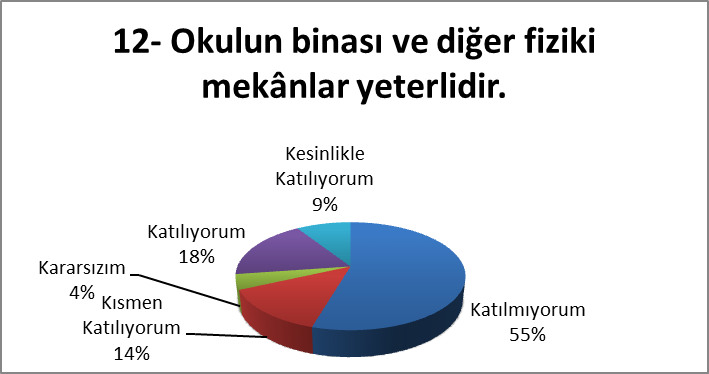 12- Okulun binası ve diğer fiziki
mekânlar yeterlidir.
Kesinlikle
Katılıyorum
9%
Katılıyorum
18%
Kararsızım
4%
Kısmen
Katılıyorum
14%
Katılmıyorum
55%